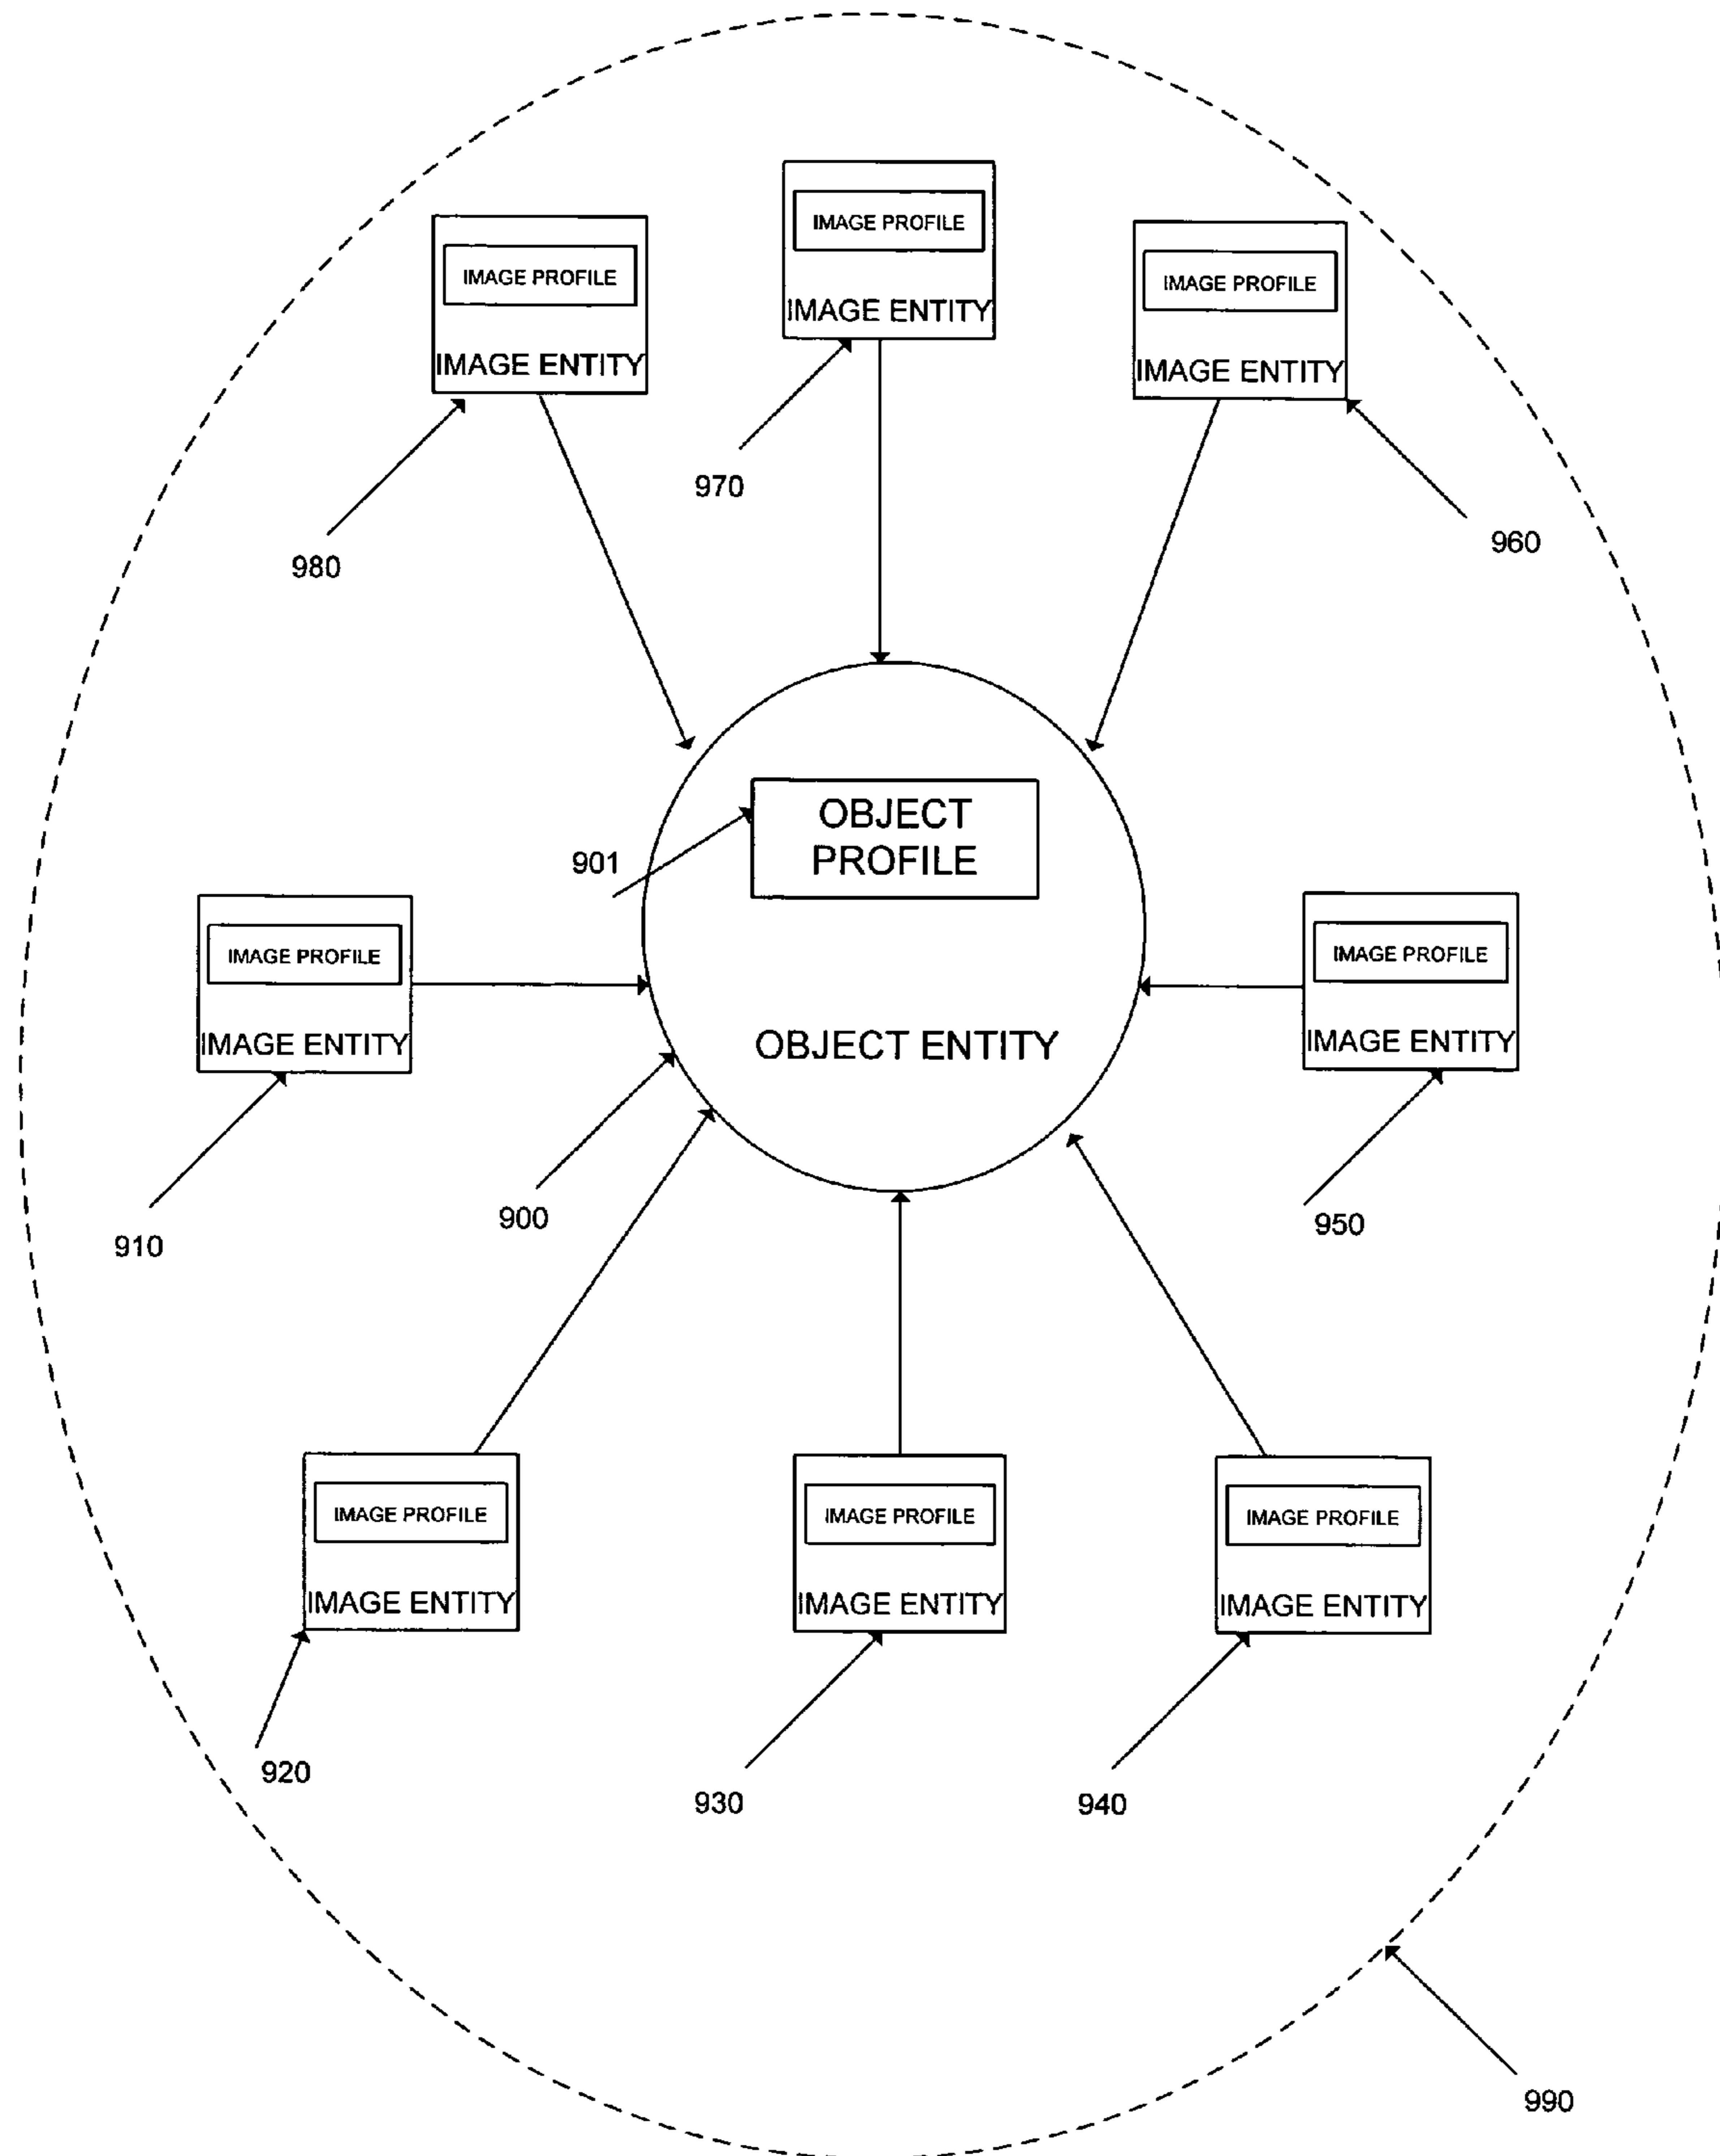 IMAGE PROFILE
IMAGE ENTITY
970
IMAGE PROFILE
IMAGE ENTITY
980
IMAGE PROFILE
IMAGE ENTITY
960
OBJECT
PROFILE
901
OBJECT ENTITY
900
IMAGE PROFILE
IMAGE ENTITY
910
IMAGE PROFILE
IMAGE ENTITY
950
IMAGE PROFILE
IMAGE ENTITY
920
IMAGE PROFILE
IMAGE ENTITY
930
IMAGE PROFILE
IMAGE ENTITY
940
990